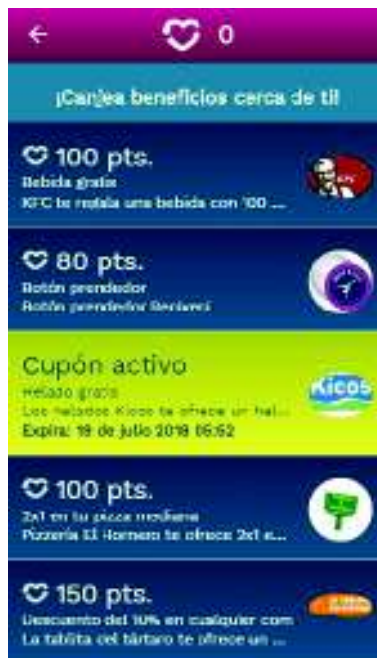 0
¡Canjea beneficios cerca de ti!
100 pts.
Bebida gratis
KFC te regala una bebida con 100 ...
KFC
80 pts.
Botón prendedor
Botón prendedor
Cupón activo
Helado gratis
Los helados Kicos te ofrece un hel...
Expira: 19 de julio 2018 05:52
Kicos
100 pts.
2x1 en tu pizza mediana
Pizzería El Hornero te ofrece 2x1 e...
150 pts.
Descuento del 10% en cualquier com
La tablita del tártaro te ofrece un ...